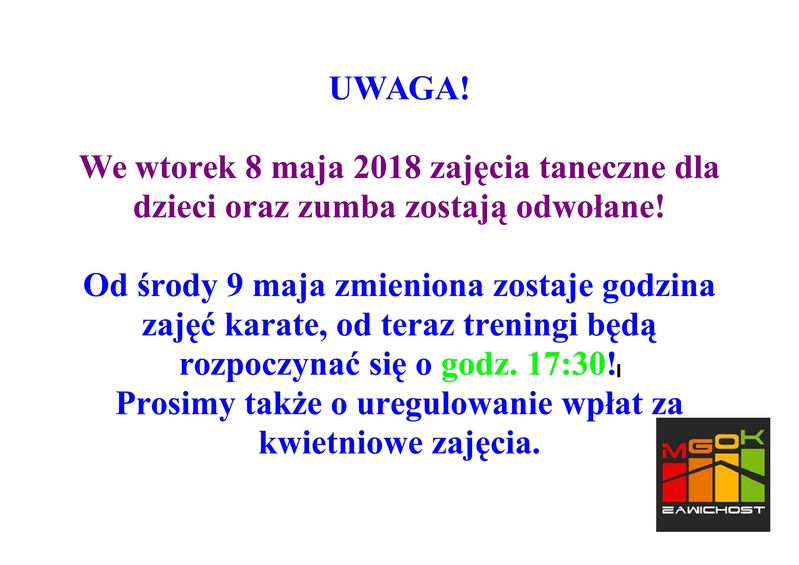 UWAGA!
We wtorek 8 maja 2018 zajęcia taneczne dla
dzieci oraz zumba zostają odwołane!
Od środy 9 maja zmieniona zostaje godzina
zajęć karate, od teraz treningi będą
rozpoczynać się o godz. 17:30!
Prosimy także o uregulowanie wpłat za
kwietniowe zajęcia.
MGOK
ZAWICHOST